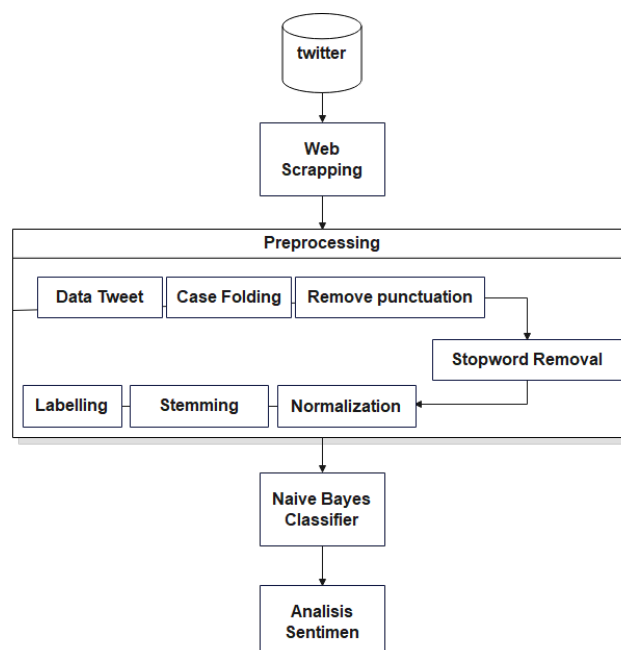 twitter
Web
Scrapping
Preprocessing
Data Tweet
Case Folding
Remove punctuation
Stopword Removal
Labelling
Stemming
Normalization
Naive Bayes
Classifier
Analisis
Sentimen